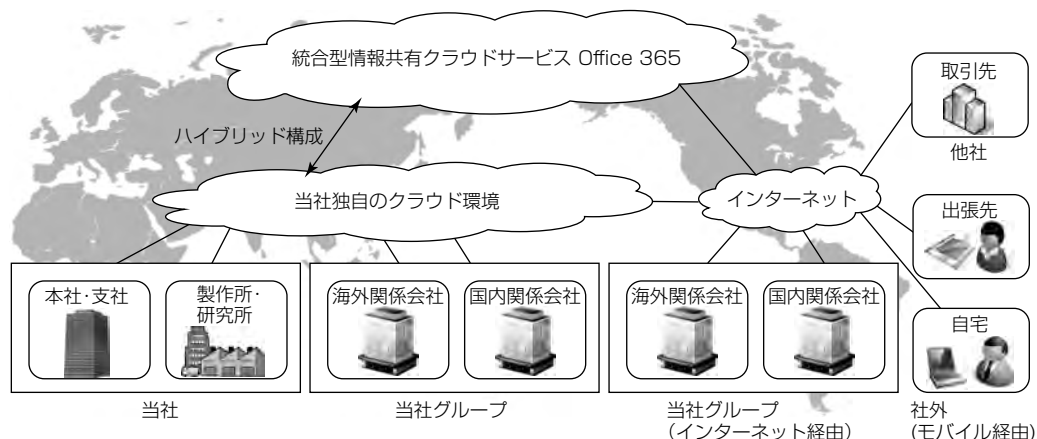 統合型情報共有クラウドサービス Office 365
ハイブリッド構成
当社独自のクラウド環境
インターネット
取引先
他社
出張先
自宅
社外
(モバイル経由)
本社・支社
製作所・
研究所
当社
海外関係会社
国内関係会社
当社グループ
海外関係会社
国内関係会社
当社グループ
(インターネット経由)